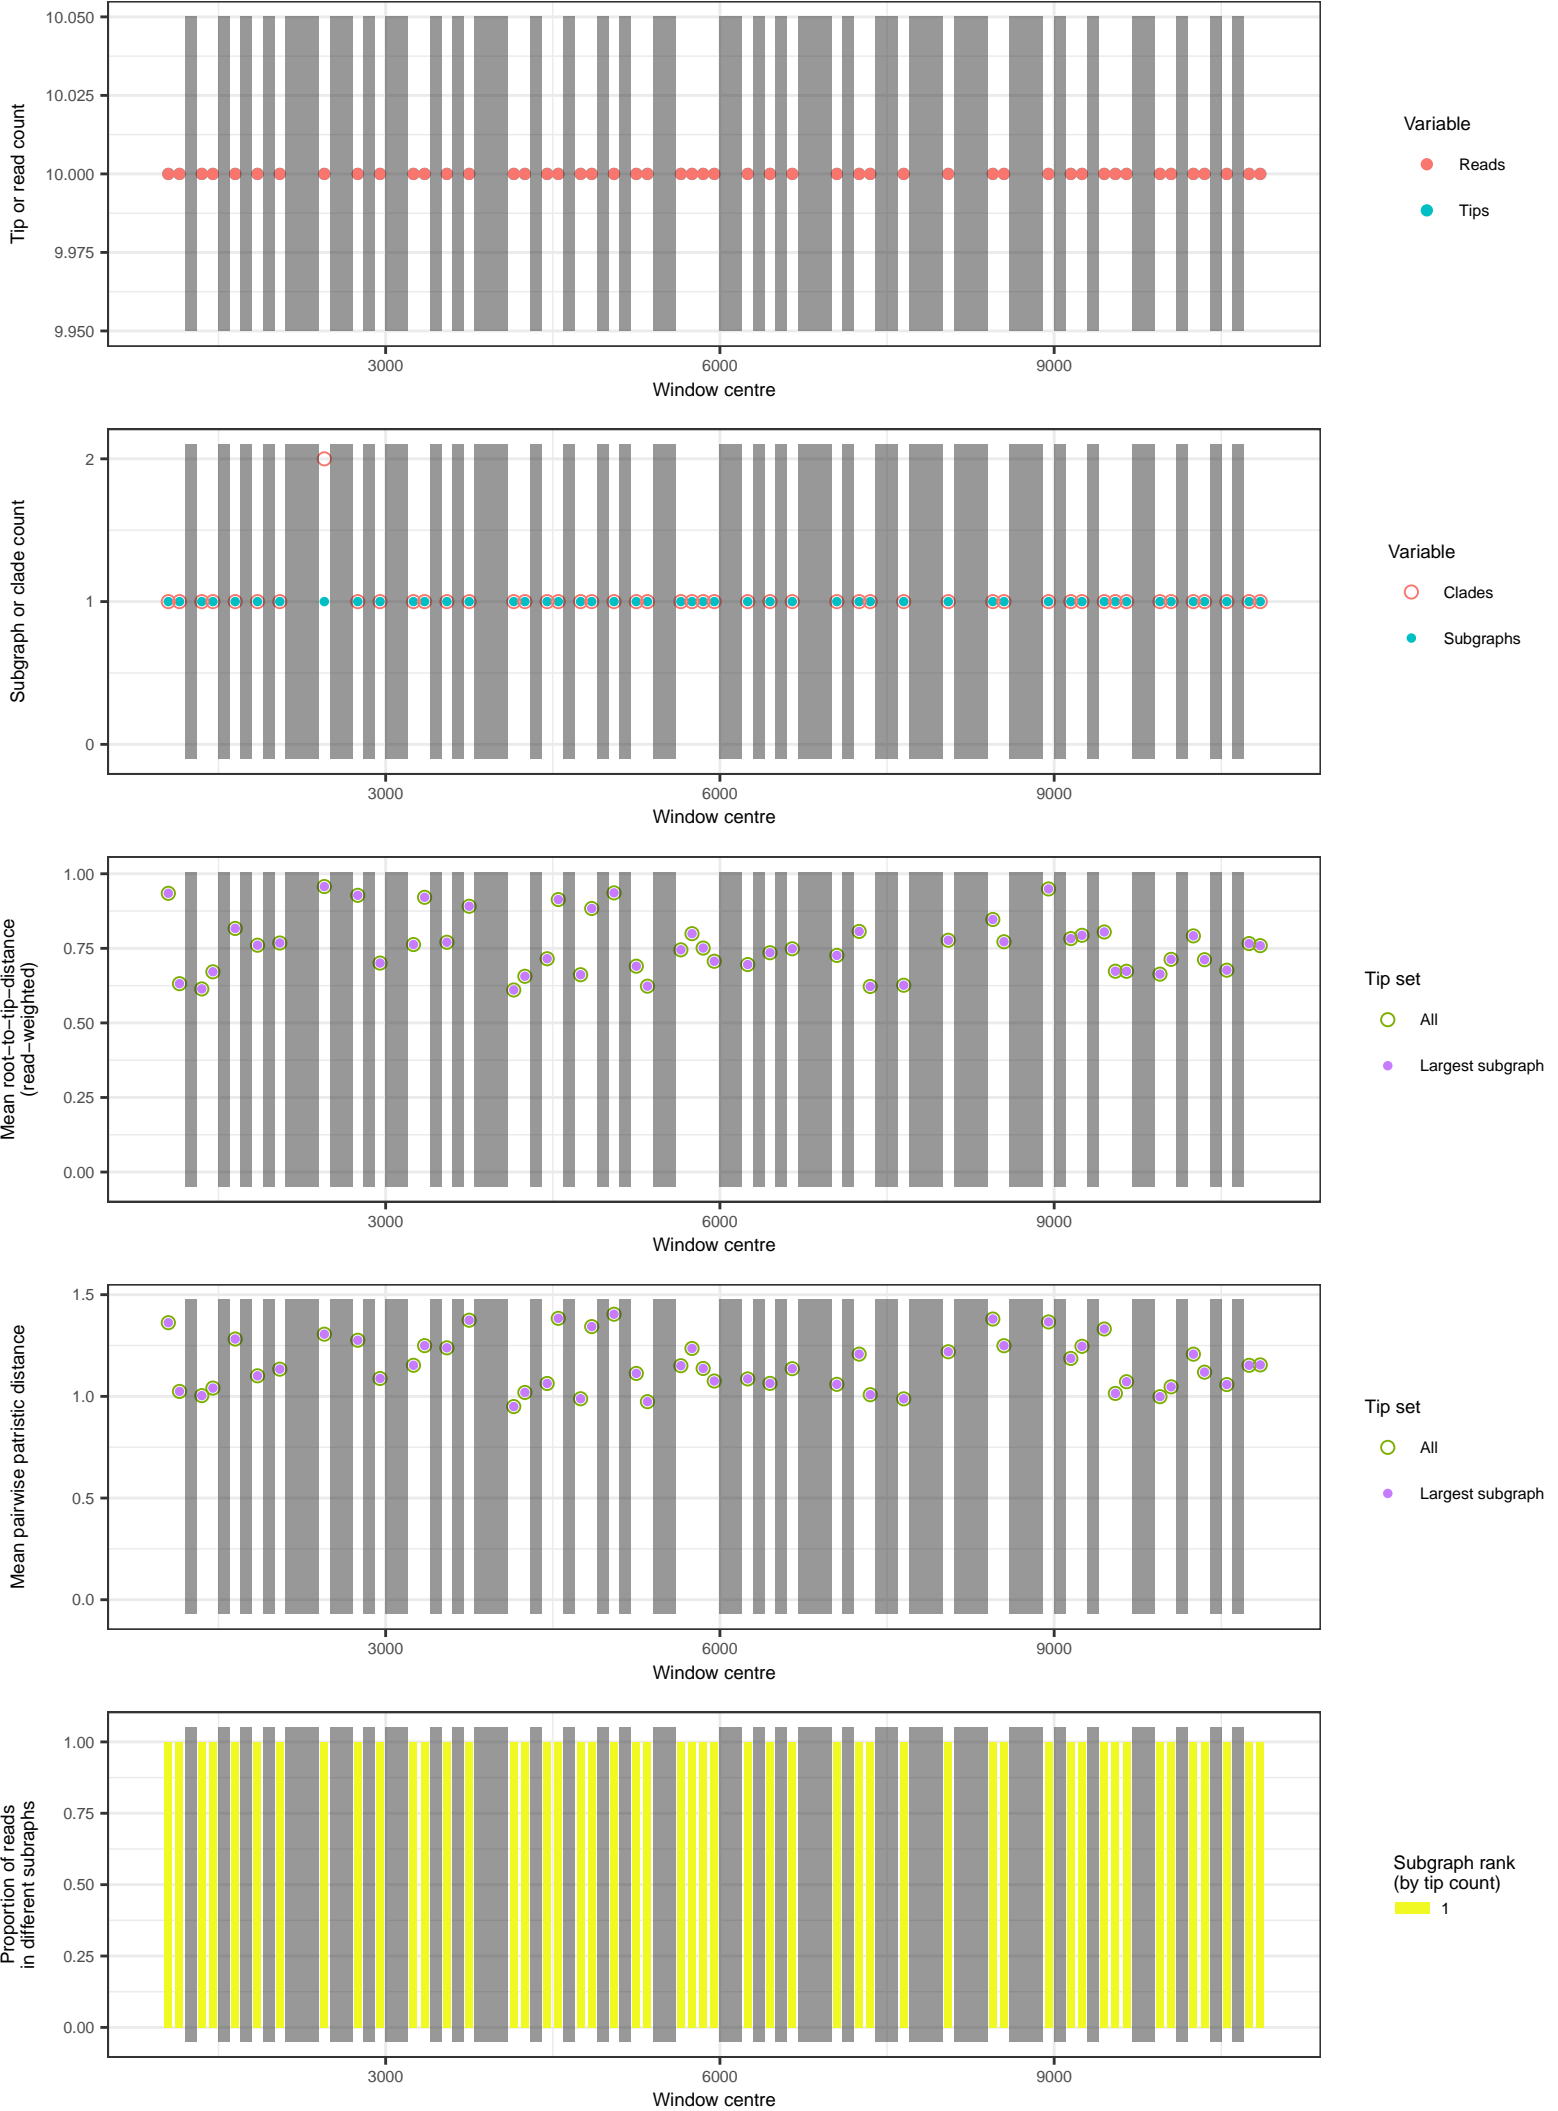 10.050
10.025
10.000
9.975
9.950
Tip or read count
3000
6000
9000
Window centre
Variable
Reads
Tips
2
1
0
Subgraph or clade count
3000
6000
9000
Window centre
Variable
Clades
Subgraphs
1.00
0.75
0.50
0.25
0.00
Mean root−to−tip−distance
(read−weighted)
3000
6000
9000
Window centre
Tip set
All
Largest subgraph
1.5
1.0
0.5
0.0
Mean pairwise patristic distance
3000
6000
9000
Window centre
Tip set
All
Largest subgraph
1.00
0.75
0.50
0.25
0.00
Proportion of reads
in different subraphs
3000
6000
9000
Window centre
Subgraph rank
(by tip count)
1